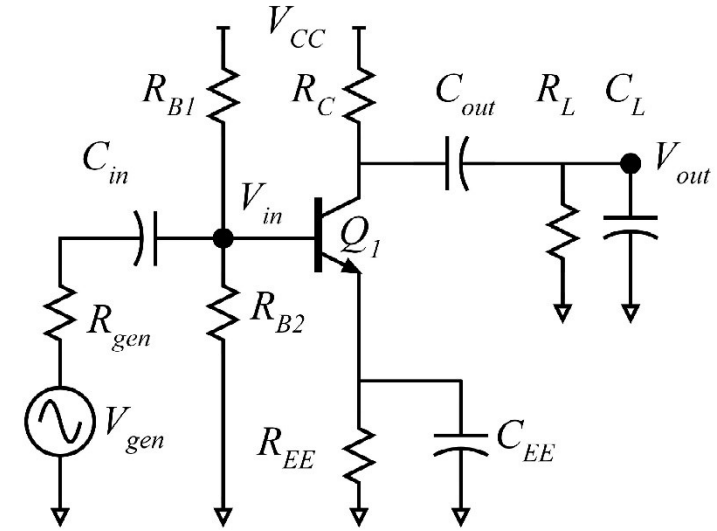 V_CC
R_B1 R_C C_out R_L C_L
C_in V_in V_out
Q_1
R_gen R_B2
V_gen R_EE C_EE